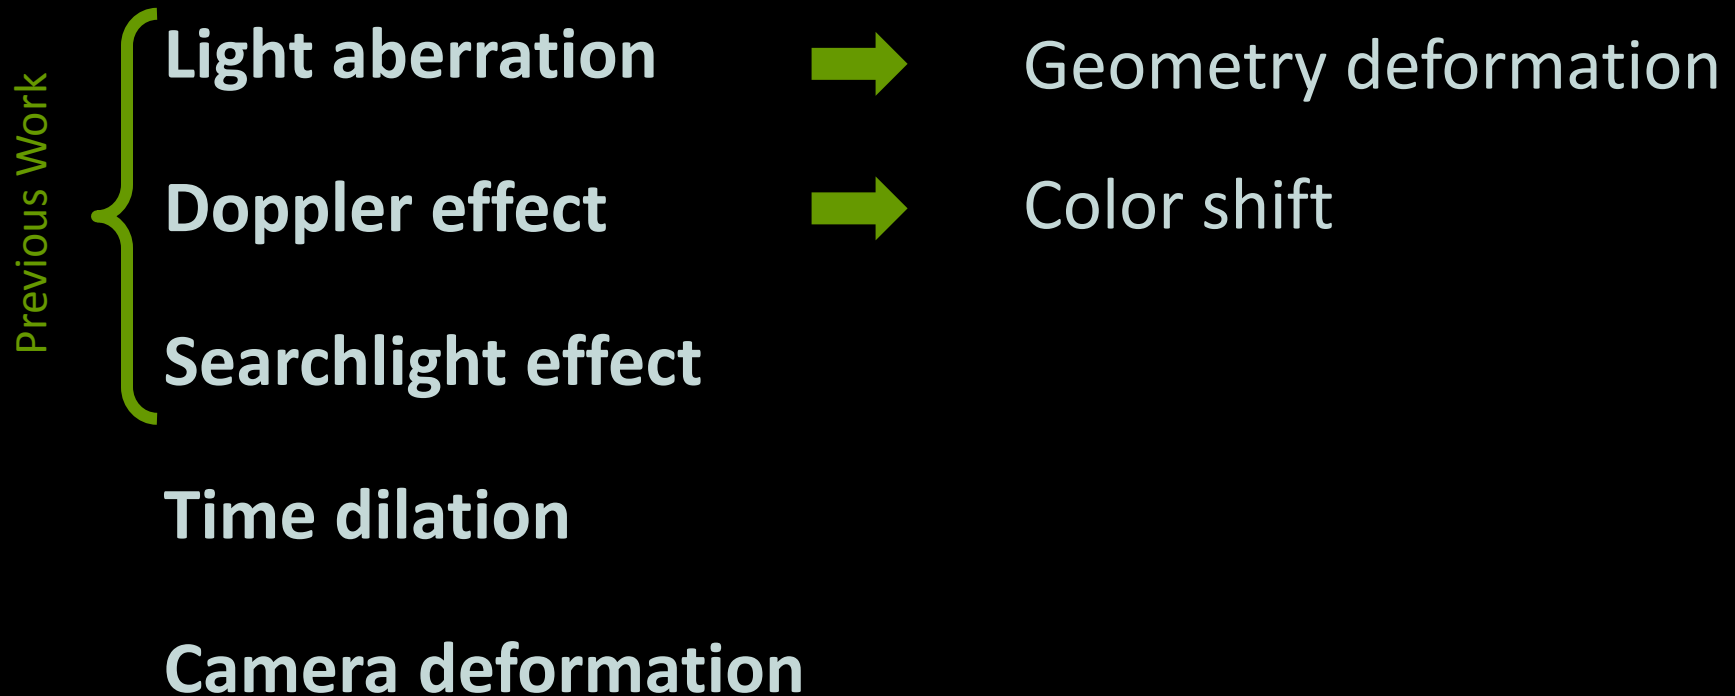 Previous Work
Light aberration
Geometry deformation
Doppler effect
Color shift
Searchlight effect
Time dilation
Camera deformation